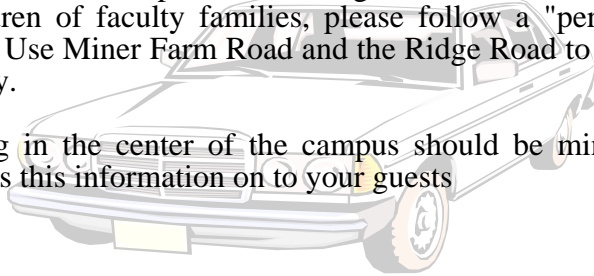 ren of faculty families, please follow a "per
Use Miner Farm Road and the Ridge Road to
y.
g in the center of the campus should be min
s this information on to your guests